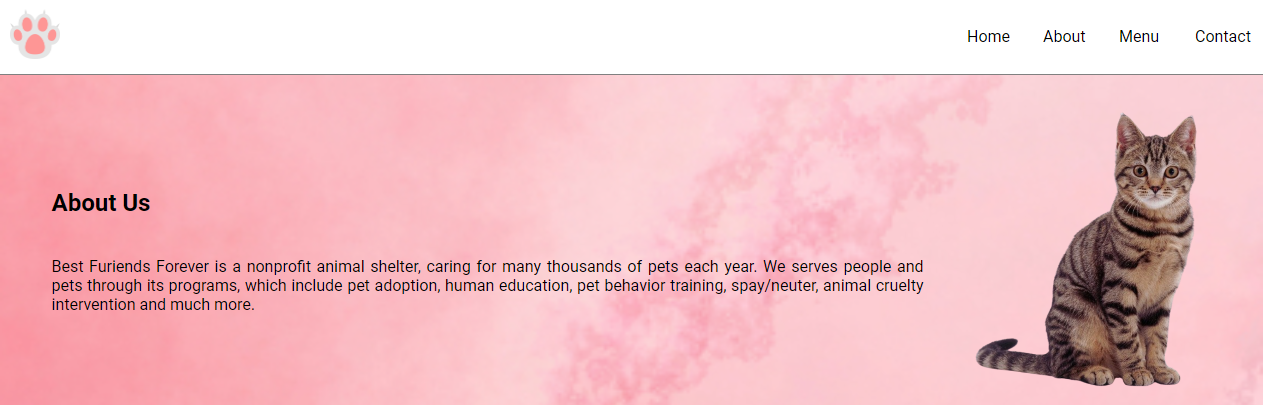 Home About Menu Contact
About Us
Best Furiends Forever is a nonprofit animal shelter, caring for many thousands of pets each year. We serves people and
pets through its programs, which include pet adoption, human education, pet behavior training, spay/neuter, animal cruelty
intervention and much more.